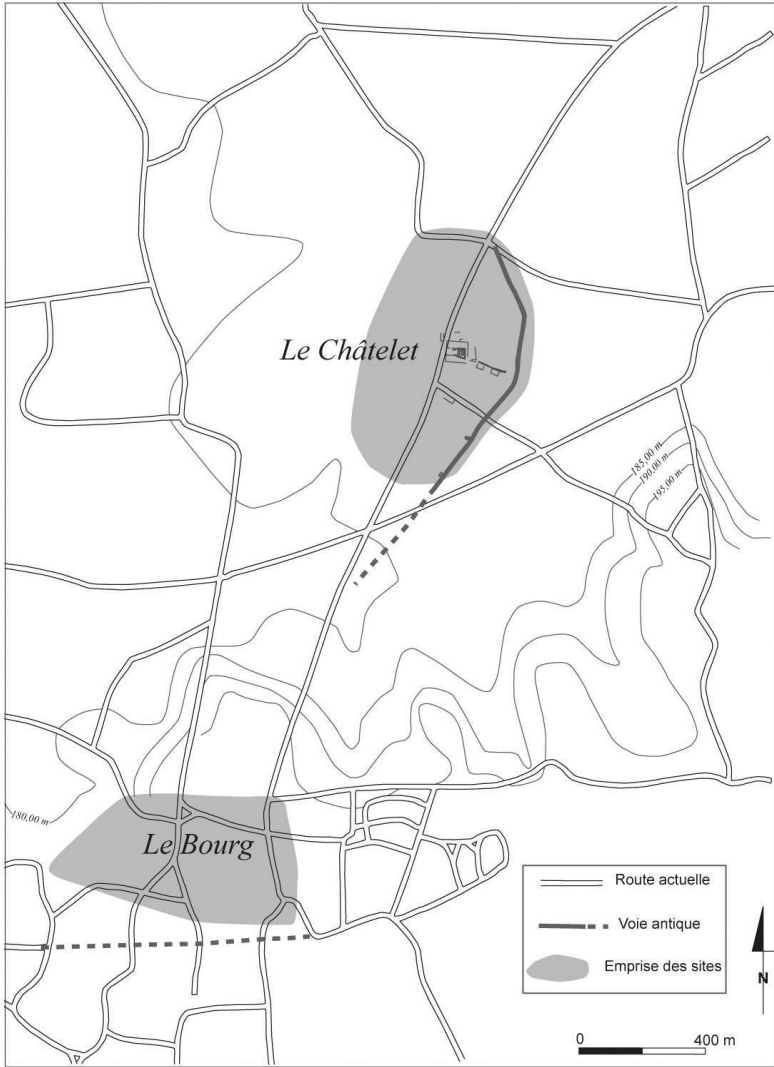 Le Châtelet
185,00 m
190,00 m
195,00 m
180,00 m
Le Bourg
Route actuelle
Voie antique
Emprise des sites
N
0 400 m